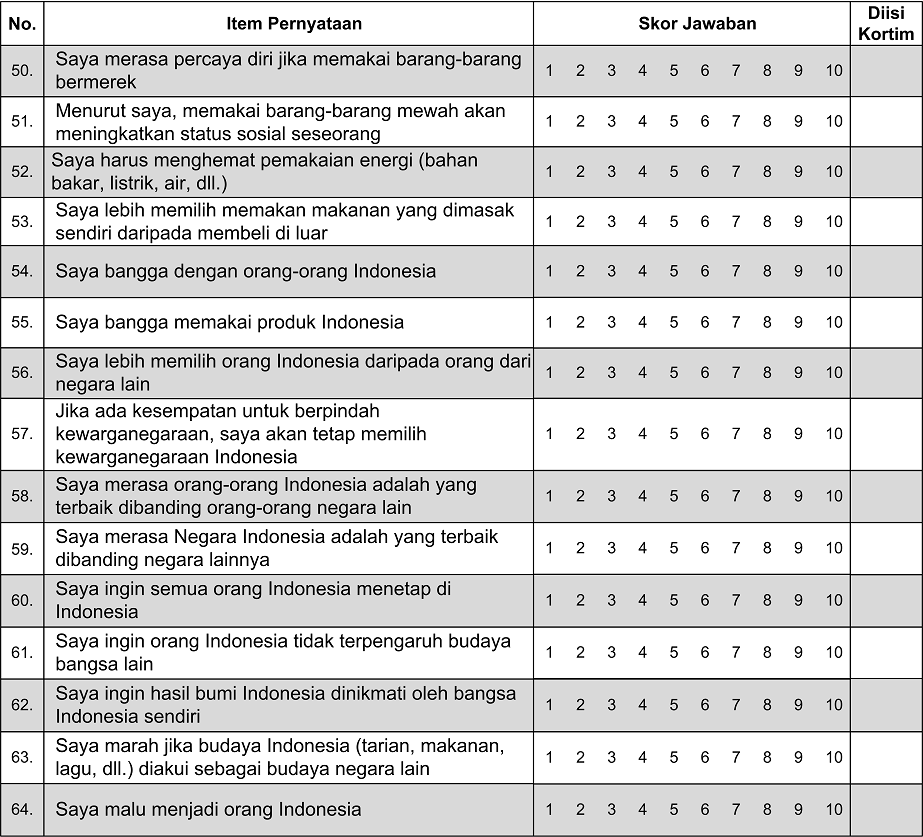 No. Item Pernyataan Skor Jawaban Diisi Kortim
50. Saya merasa percaya diri jika memakai barang-barang
bermerek
1 2 3 4 5 6 7 8 9 10
51. Menurut saya, memakai barang-barang mewah akan
meningkatkan status sosial seseorang
1 2 3 4 5 6 7 8 9 10
52. Saya harus menghemat pemakaian energi (bahan
bakar, listrik, air, dll.)
1 2 3 4 5 6 7 8 9 10
53. Saya lebih memilih memakan makanan yang dimasak
sendiri daripada membeli di luar
1 2 3 4 5 6 7 8 9 10
54. Saya bangga dengan orang-orang Indonesia
1 2 3 4 5 6 7 8 9 10
55. Saya bangga memakai produk Indonesia
1 2 3 4 5 6 7 8 9 10
56. Saya lebih memilih orang Indonesia daripada orang dari
negara lain
1 2 3 4 5 6 7 8 9 10
57. Jika ada kesempatan untuk berpindah
kewarganegaraan, saya akan tetap memilih
kewarganegaraan Indonesia
1 2 3 4 5 6 7 8 9 10
58. Saya merasa orang-orang Indonesia adalah yang
terbaik dibanding orang-orang negara lain
1 2 3 4 5 6 7 8 9 10
59. Saya merasa Negara Indonesia adalah yang terbaik
dibanding negara lainnya
1 2 3 4 5 6 7 8 9 10
60. Saya ingin semua orang Indonesia menetap di
Indonesia
1 2 3 4 5 6 7 8 9 10
61. Saya ingin orang Indonesia tidak terpengaruh budaya
bangsa lain
1 2 3 4 5 6 7 8 9 10
62. Saya ingin hasil bumi Indonesia dinikmati oleh bangsa
Indonesia sendiri
1 2 3 4 5 6 7 8 9 10
63. Saya marah jika budaya Indonesia (tarian, makanan,
lagu, dll.) diakui sebagai budaya negara lain
1 2 3 4 5 6 7 8 9 10
64. Saya malu menjadi orang Indonesia
1 2 3 4 5 6 7 8 9 10